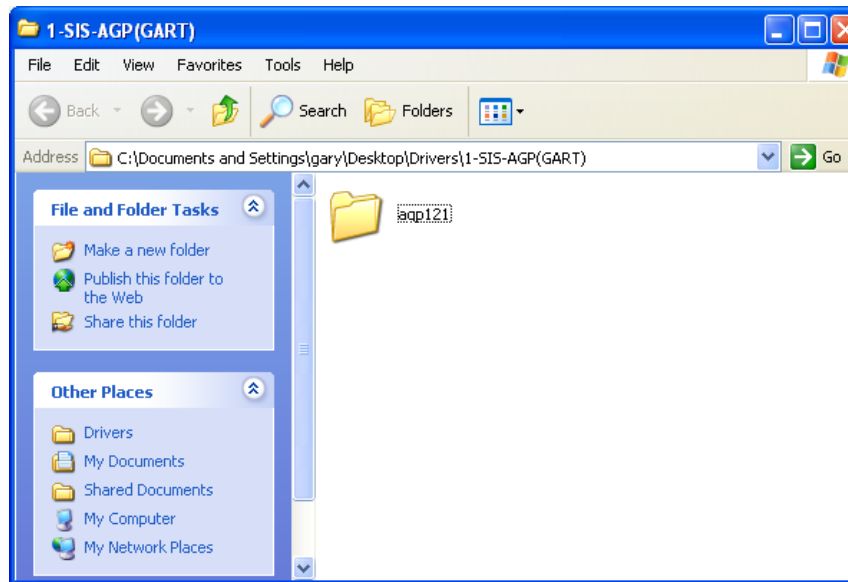 1-SIS-AGP(GART)
File Edit View Favorites Tools Help
Back Search Folders
Address C:\Documents and Settings\gary\Desktop\Drivers\1-SIS-AGP(GART) Go
File and Folder Tasks
Make a new folder
Publish this folder to
the Web
Share this folder
Other Places
Drivers
My Documents
Shared Documents
My Computer
My Network Places
agp121